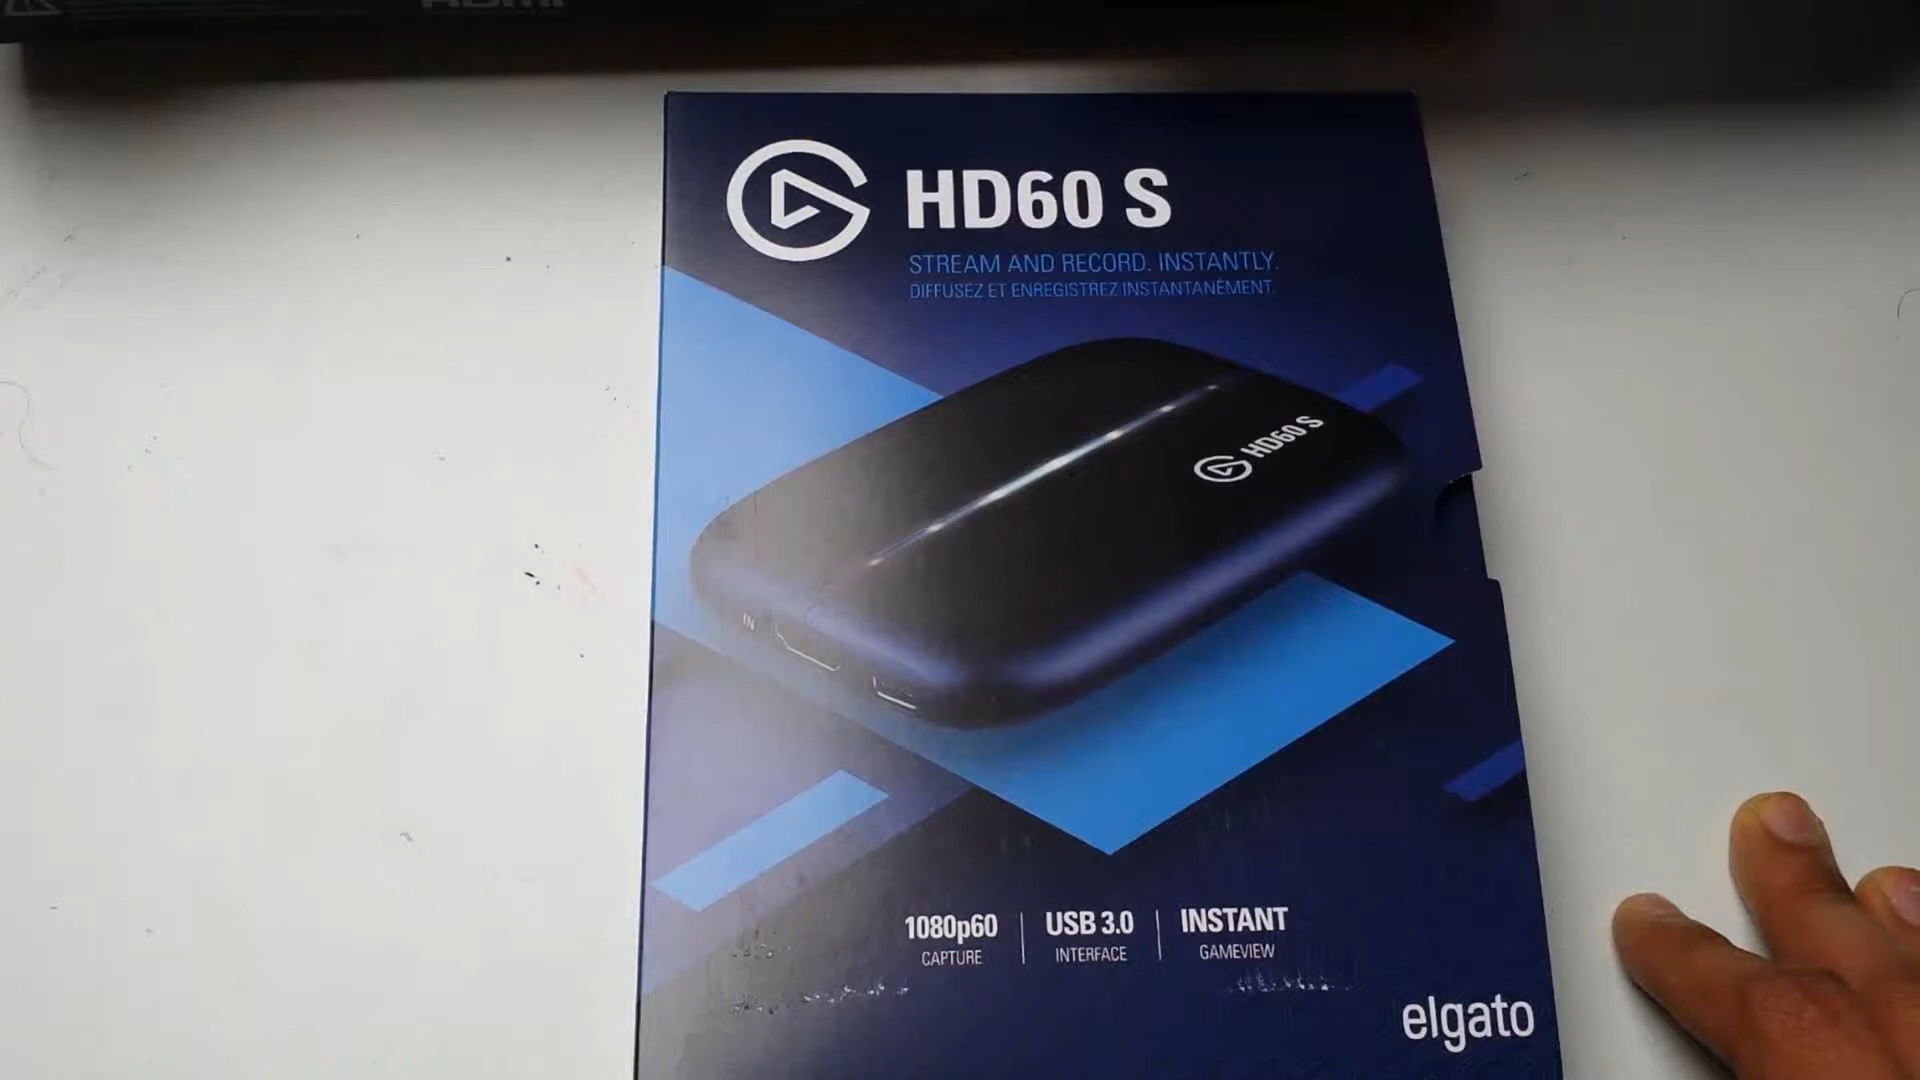 HDMI
HD60 S
STREAM AND RECORD. INSTANTLY.
DIFFUSEZ ET ENREGISTREZ INSTANTANÉMENT.
HD60 S
IN
1080p60
CAPTURE
USB 3.0
INTERFACE
INSTANT
GAMEVIEW
elgato